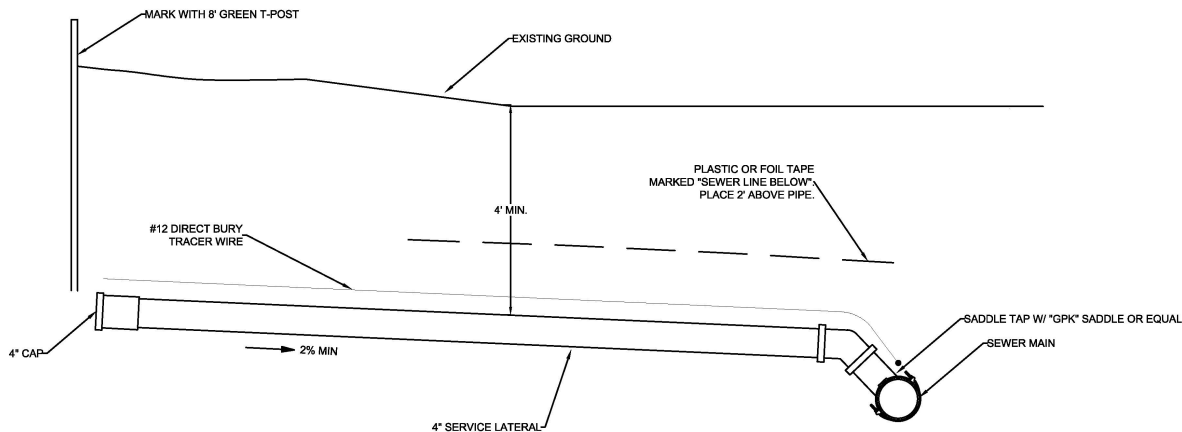 MARK WITH 8' GREEN T-POST
EXISTING GROUND
PLASTIC OR FOIL TAPE
MARKED "SEWER LINE BELOW".
PLACE 2' ABOVE PIPE.
4' MIN.
#12 DIRECT BURY
TRACER WIRE
SADDLE TAP W/ "GPK" SADDLE OR EQUAL
SEWER MAIN
4" CAP
2% MIN
4" SERVICE LATERAL